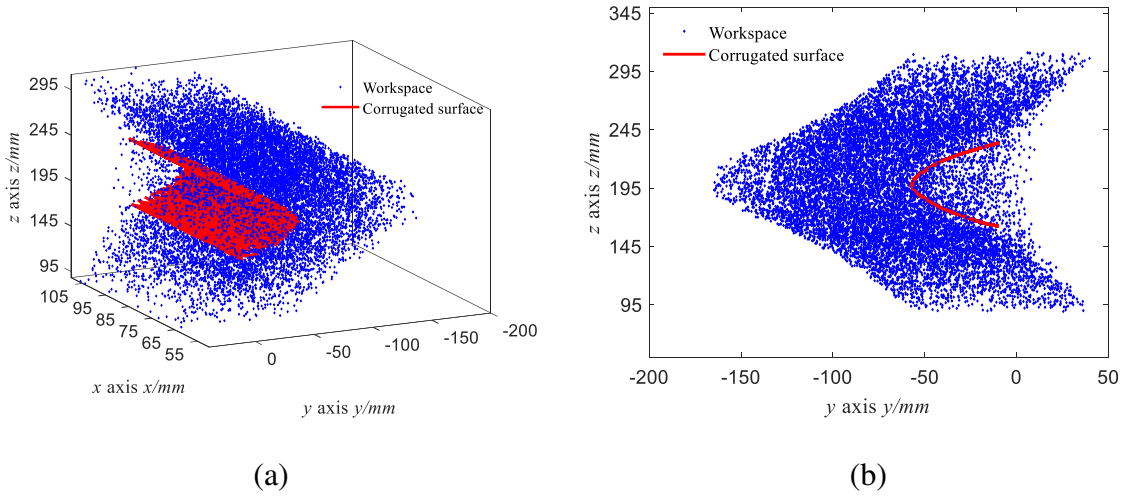 295
245
195
145
95
z axis z/mm
Workspace
Corrugated surface
105
95
85
75
65
55
x axis x/mm
0
-50
-100
-150
-200
y axis y/mm
(a)
345
295
245
195
145
95
z axis z/mm
Workspace
Corrugated surface
-200 -150 -100 -50 0 50
y axis y/mm
(b)